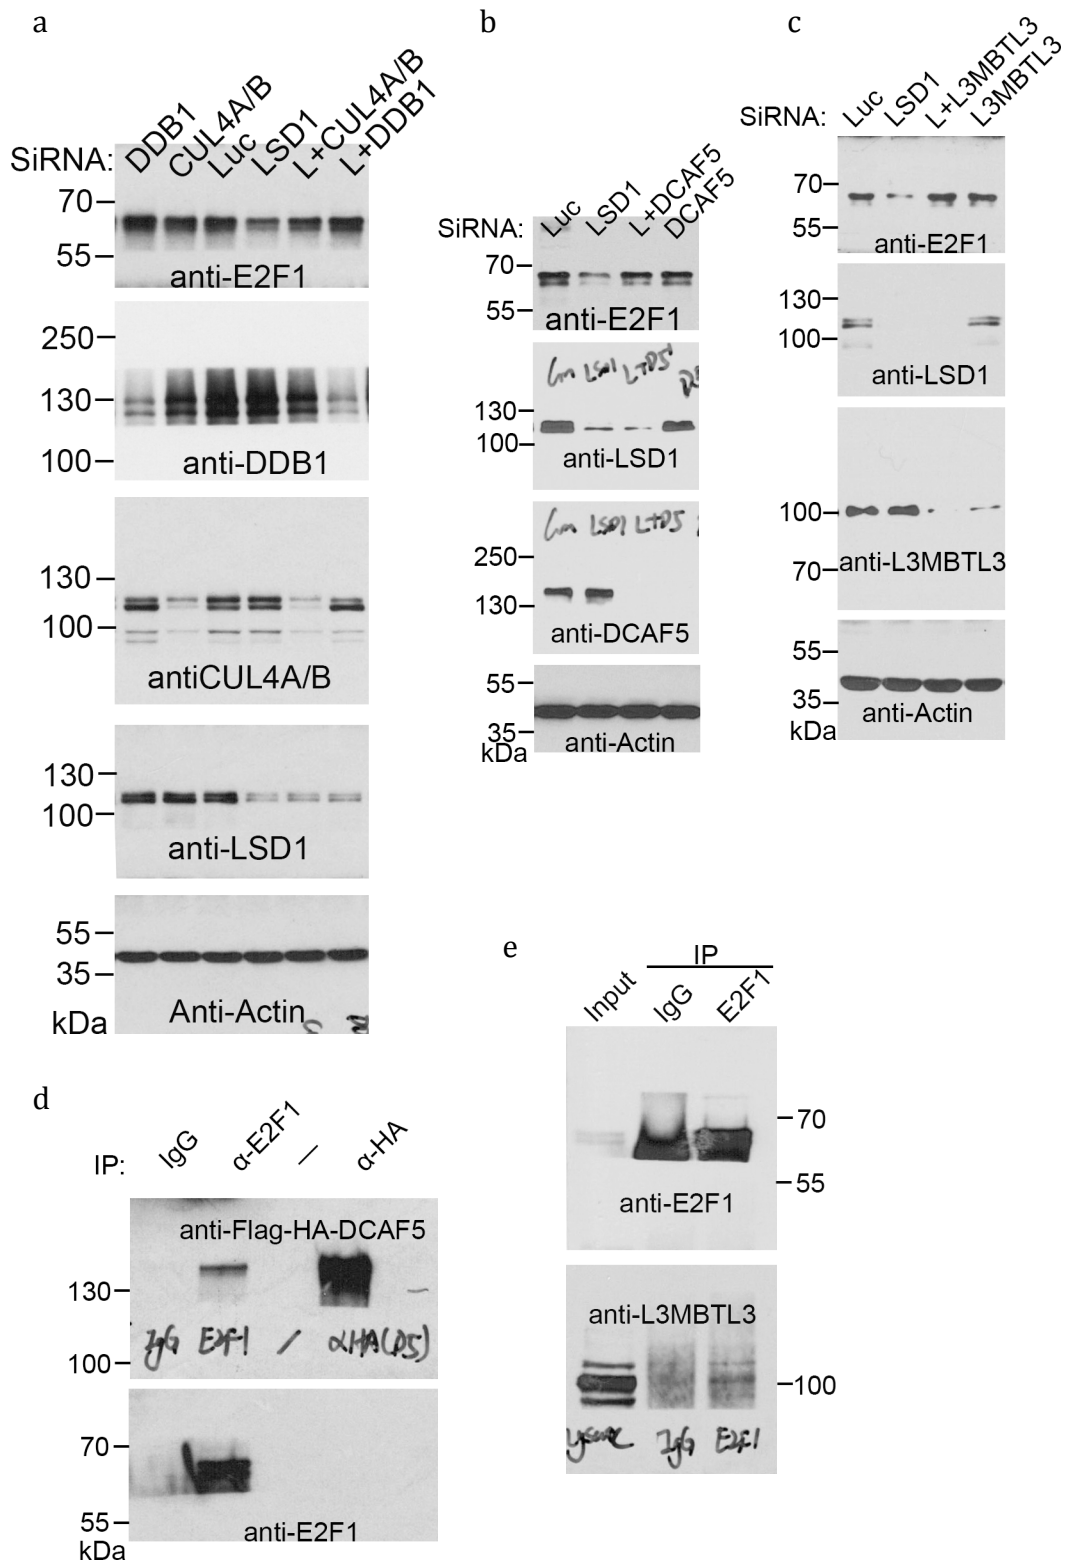 a
SiRNA: DDB1 CUL4A/B Luc LSD1 L+CUL4A/B L+DDB1
70
55
anti-E2F1
250
130
100
anti-DDB1
130
100
antiCUL4A/B
130
100
anti-LSD1
55
35
kDa
Anti-Actin
b
SiRNA: Luc LSD1 L+DCAF5 DCAF5
70
55
anti-E2F1
LSD1 L+D5
130
100
anti-LSD1
LSD1 L+D5
250
130
anti-DCAF5
55
35
kDa
anti-Actin
c
SiRNA: Luc LSD1 L+L3MBTL3 L3MBTL3
70
55
anti-E2F1
130
100
anti-LSD1
100
70
anti-L3MBTL3
55
35
kDa
anti-Actin
d
IP: IgG α-E2F1 — α-HA
anti-Flag-HA-DCAF5
130
IgG E2F1 / αHA(D5)
100
70
55
kDa
anti-E2F1
e
IP
Input IgG E2F1
70
55
anti-E2F1
anti-L3MBTL3
100
IgG E2F1